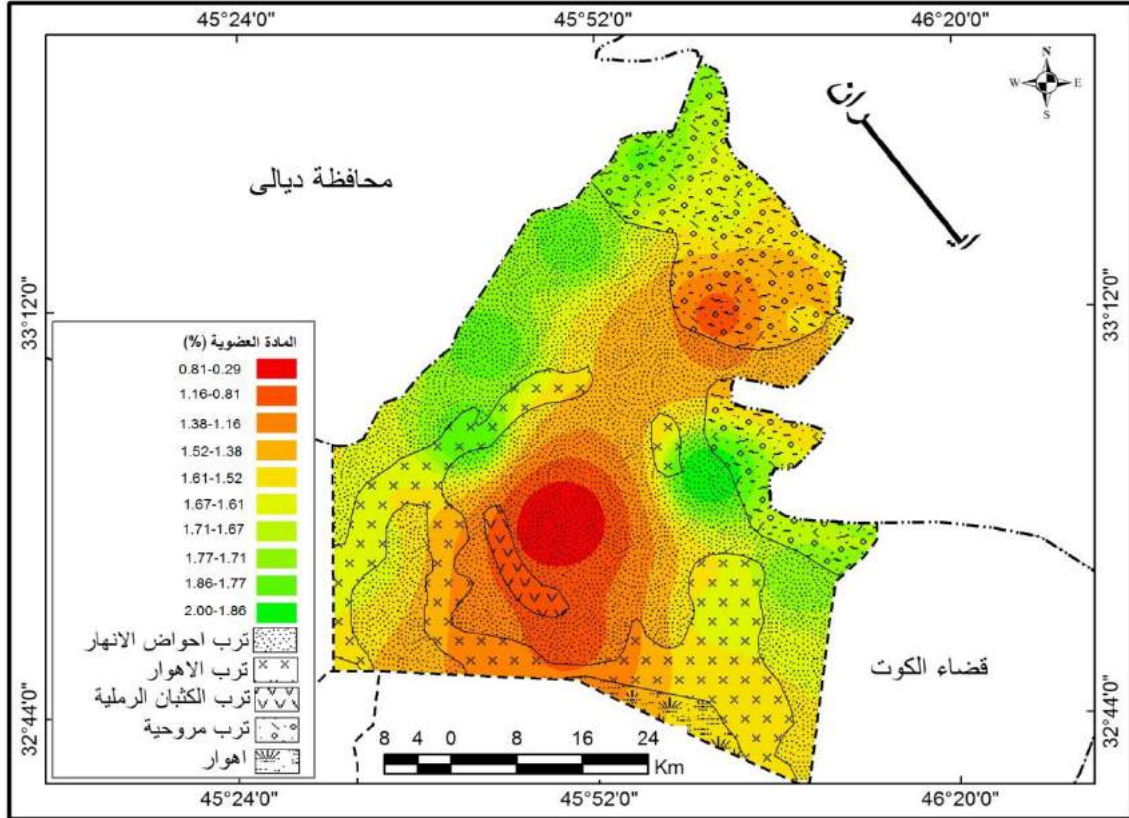 45°24'0"
45°52'0"
46°20'0"
N
W E
S
محافظة ديالى
33°12'0"
33°12'0"
المادة العضوية (%)
0.81-0.29
1.16-0.81
1.38-1.16
1.52-1.38
1.61-1.52
1.67-1.61
1.71-1.67
1.77-1.71
1.86-1.77
2.00-1.86
ترب احواض الانهار
ترب الاهوار
ترب الكثبان الرملية
ترب مروحية
اهوار
قضاء الكوت
32°44'0"
32°44'0"
8 4 0 8 16 24
Km
45°24'0"
45°52'0"
46°20'0"